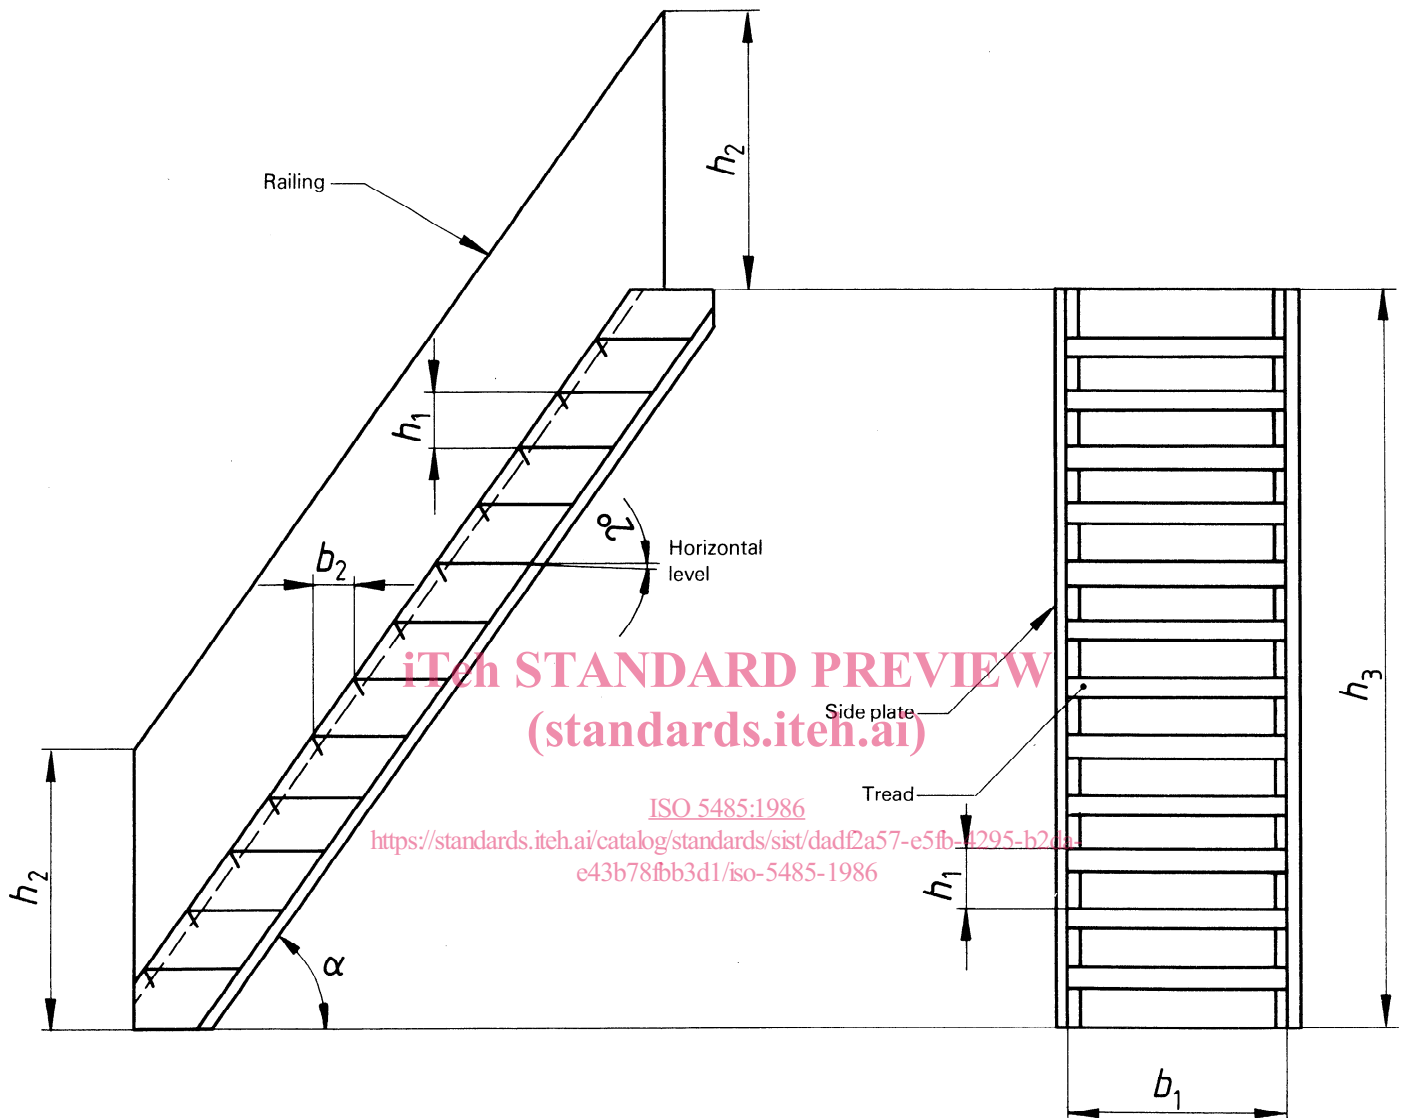 h2
Railing
h1
2°
Horizontal
level
b2
iTeh STANDARD PREVIEW
(standards.iteh.ai)
Side plate
h3
Tread
ISO 5485:1986
https://standards.iteh.ai/catalog/standards/sist/dadf2a57-e5fb-4295-b2da-
e43b78fbb3d1/iso-5485-1986
h2
h1
α
b1